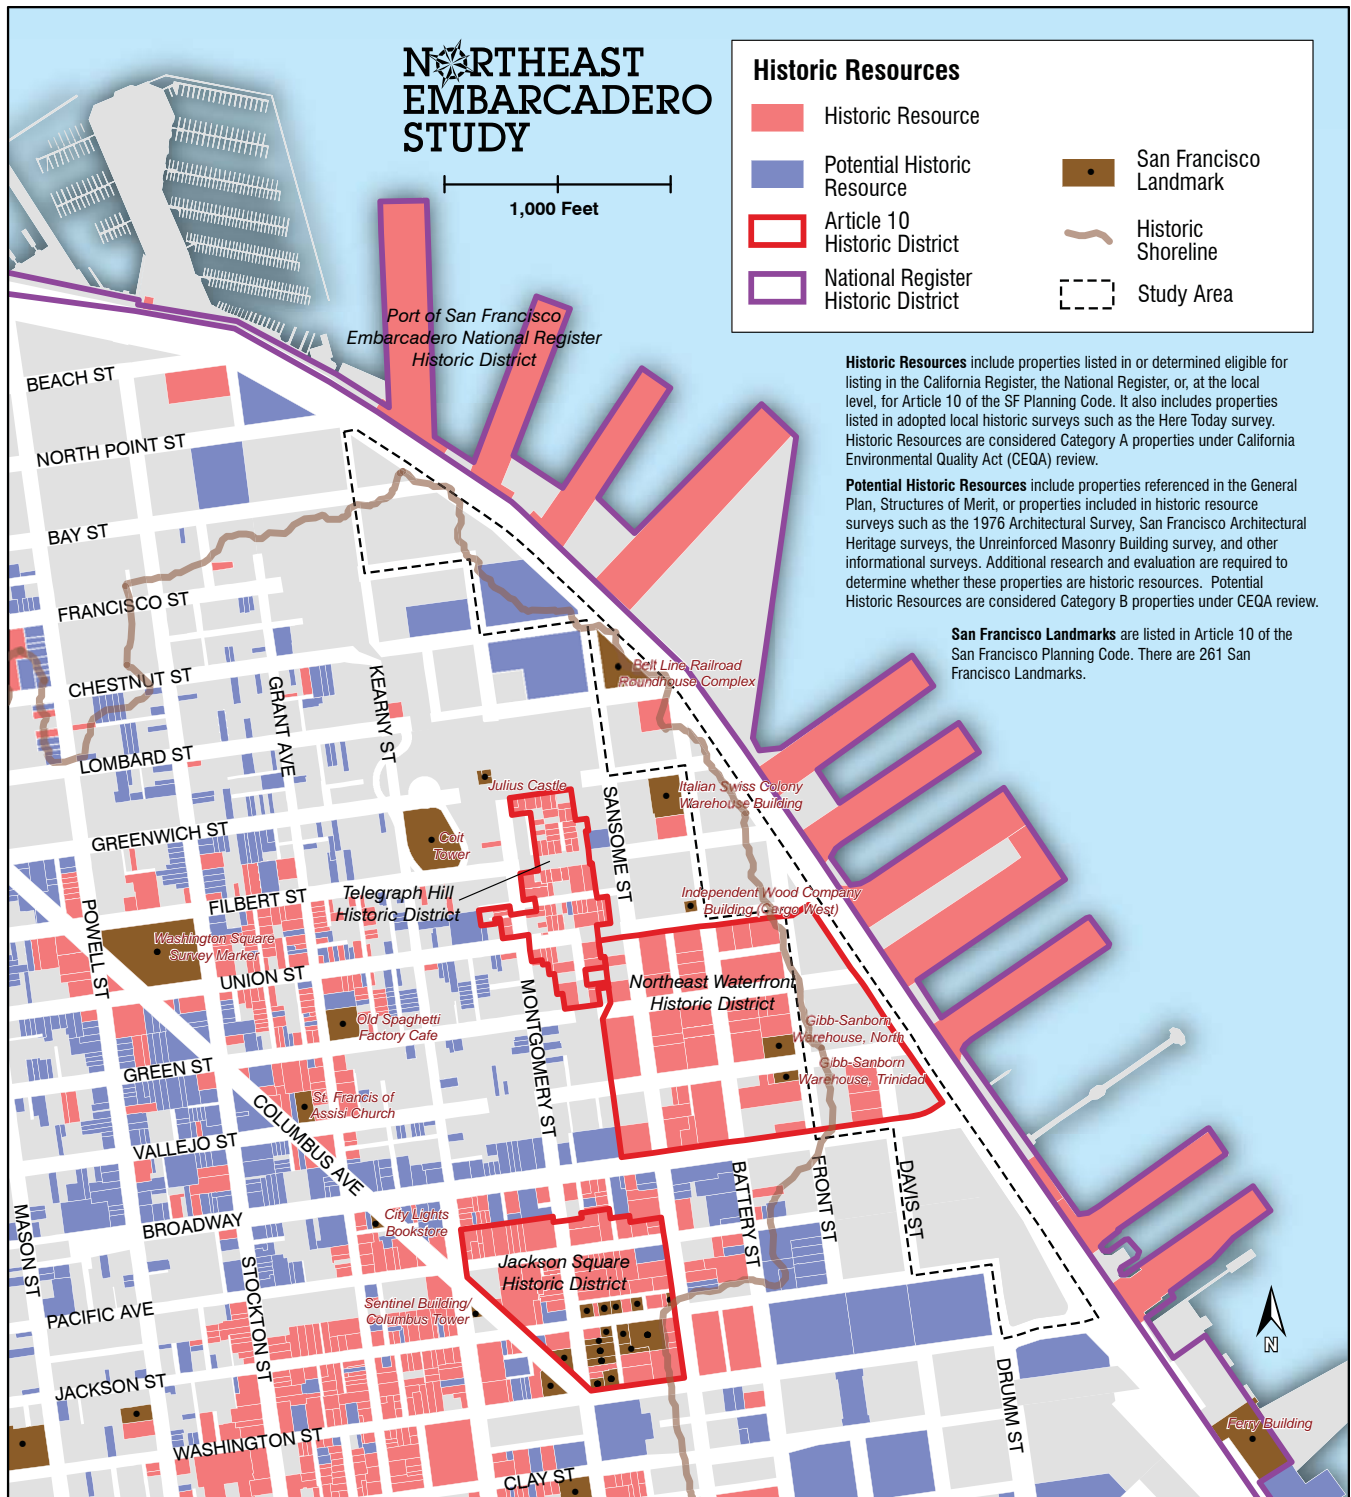 NORTHEAST
EMBARCADERO
STUDY
1,000 Feet
Historic Resources
Historic Resource
Potential Historic
Resource
Article 10
Historic District
National Register
Historic District
San Francisco
Landmark
Historic
Shoreline
Study Area
Historic Resources include properties listed in or determined eligible for
listing in the California Register, the National Register, or, at the local
level, for Article 10 of the SF Planning Code. It also includes properties
listed in adopted local historic surveys such as the Here Today survey.
Historic Resources are considered Category A properties under California
Environmental Quality Act (CEQA) review.
Potential Historic Resources include properties referenced in the General
Plan, Structures of Merit, or properties included in historic resource
surveys such as the 1976 Architectural Survey, San Francisco Architectural
Heritage surveys, the Unreinforced Masonry Building survey, and other
informational surveys. Additional research and evaluation are required to
determine whether these properties are historic resources. Potential
Historic Resources are considered Category B properties under CEQA review.
San Francisco Landmarks are listed in Article 10 of the
San Francisco Planning Code. There are 261 San
Francisco Landmarks.
Port of San Francisco
Embarcadero National Register
Historic District
BEACH ST
NORTH POINT ST
BAY ST
FRANCISCO ST
CHESTNUT ST
LOMBARD ST
GREENWICH ST
FILBERT ST
UNION ST
GREEN ST
VALLEJO ST
BROADWAY
PACIFIC AVE
JACKSON ST
WASHINGTON ST
CLAY ST
GRANT AVE
KEARNY ST
SANSOME ST
POWELL ST
MONTGOMERY ST
COLUMBUS AVE
MASON ST
STOCKTON ST
BATTERY ST
FRONT ST
DAVIS ST
DRUMM ST
Belt Line Railroad
Roundhouse Complex
Julius Castle
Italian Swiss Colony
Warehouse Building
Coit
Tower
Telegraph Hill
Historic District
Independent Wood Company
Building (Cargo West)
Washington Square
Survey Marker
Northeast Waterfront
Historic District
Old Spaghetti
Factory Cafe
Gibb-Sanborn
Warehouse, North
Gibb-Sanborn
Warehouse, Trinidad
St. Francis of
Assisi Church
City Lights
Bookstore
Jackson Square
Historic District
Sentinel Building/
Columbus Tower
Ferry Building
N